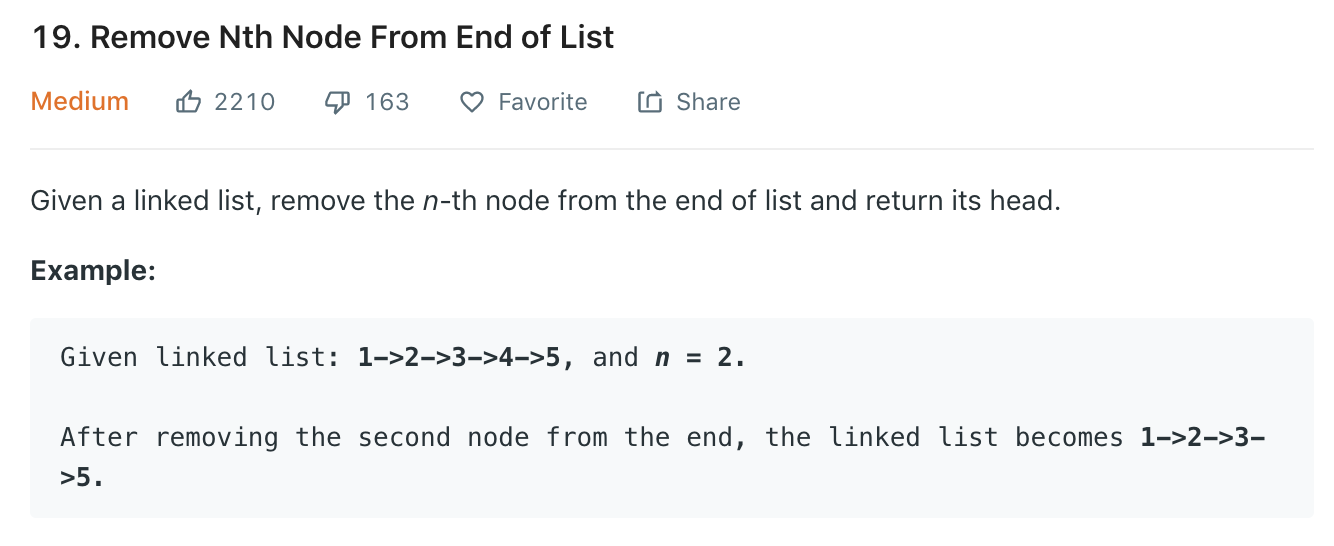 19. Remove Nth Node From End of List
Medium 2210 163 Favorite Share
Given a linked list, remove the n-th node from the end of list and return its head.
Example:
Given linked list: 1->2->3->4->5, and n = 2.
After removing the second node from the end, the linked list becomes 1->2->3-
>5.